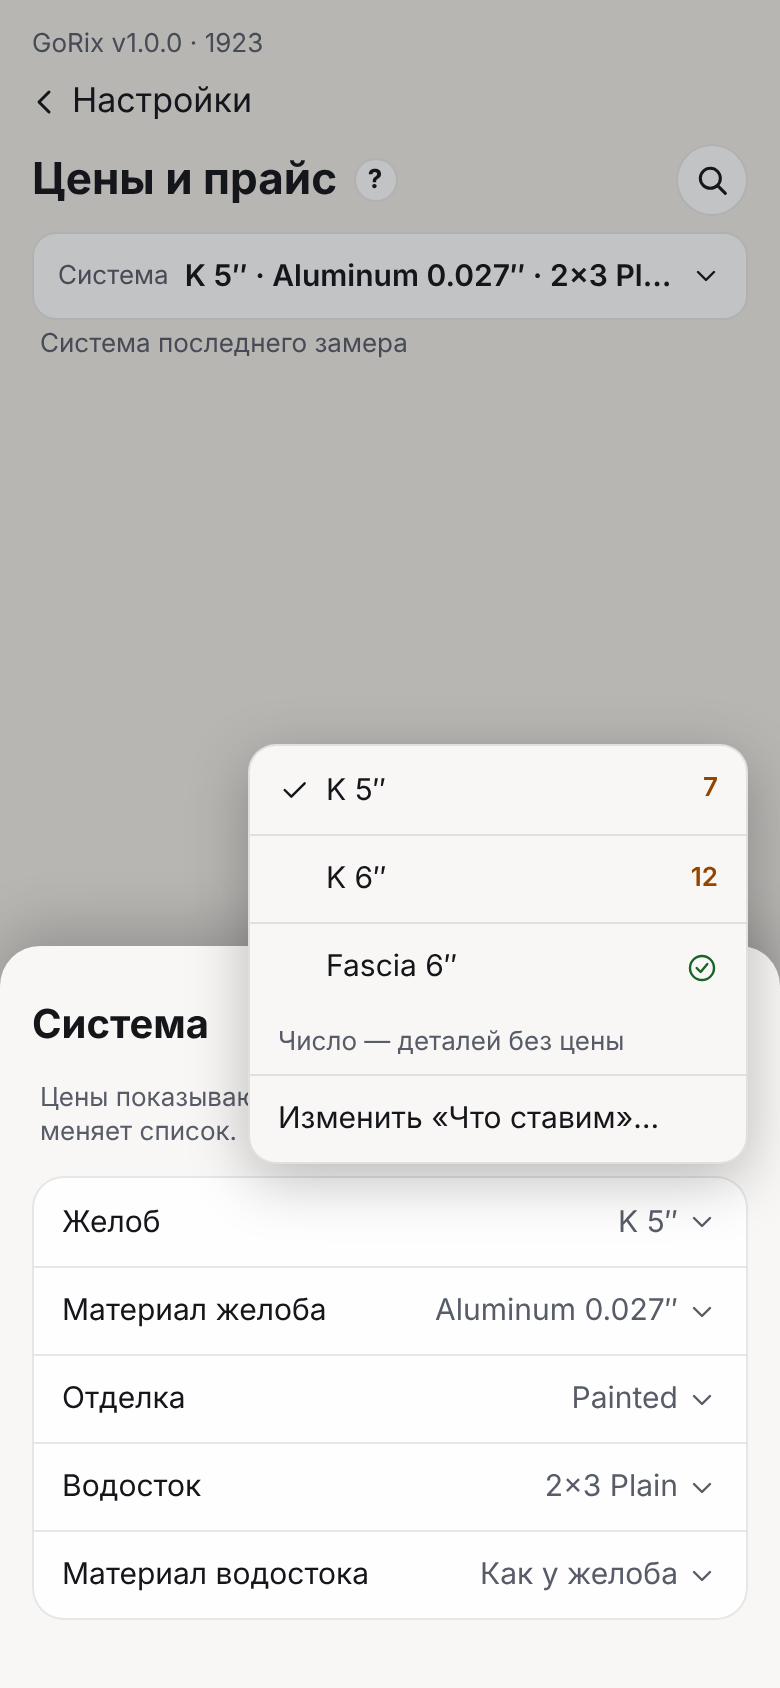 GoRix v1.0.0 · 1923
Настройки
Цены и прайс ?
Система K 5″ · Aluminum 0.027″ · 2×3 Pl...
Система последнего замера
K 5″ 7
K 6″ 12
Fascia 6″
Число — деталей без цены
Изменить «Что ставим»...
Система
Цены показываю
меняет список.
Желоб K 5″
Материал желоба Aluminum 0.027″
Отделка Painted
Водосток 2×3 Plain
Материал водостока Как у желоба